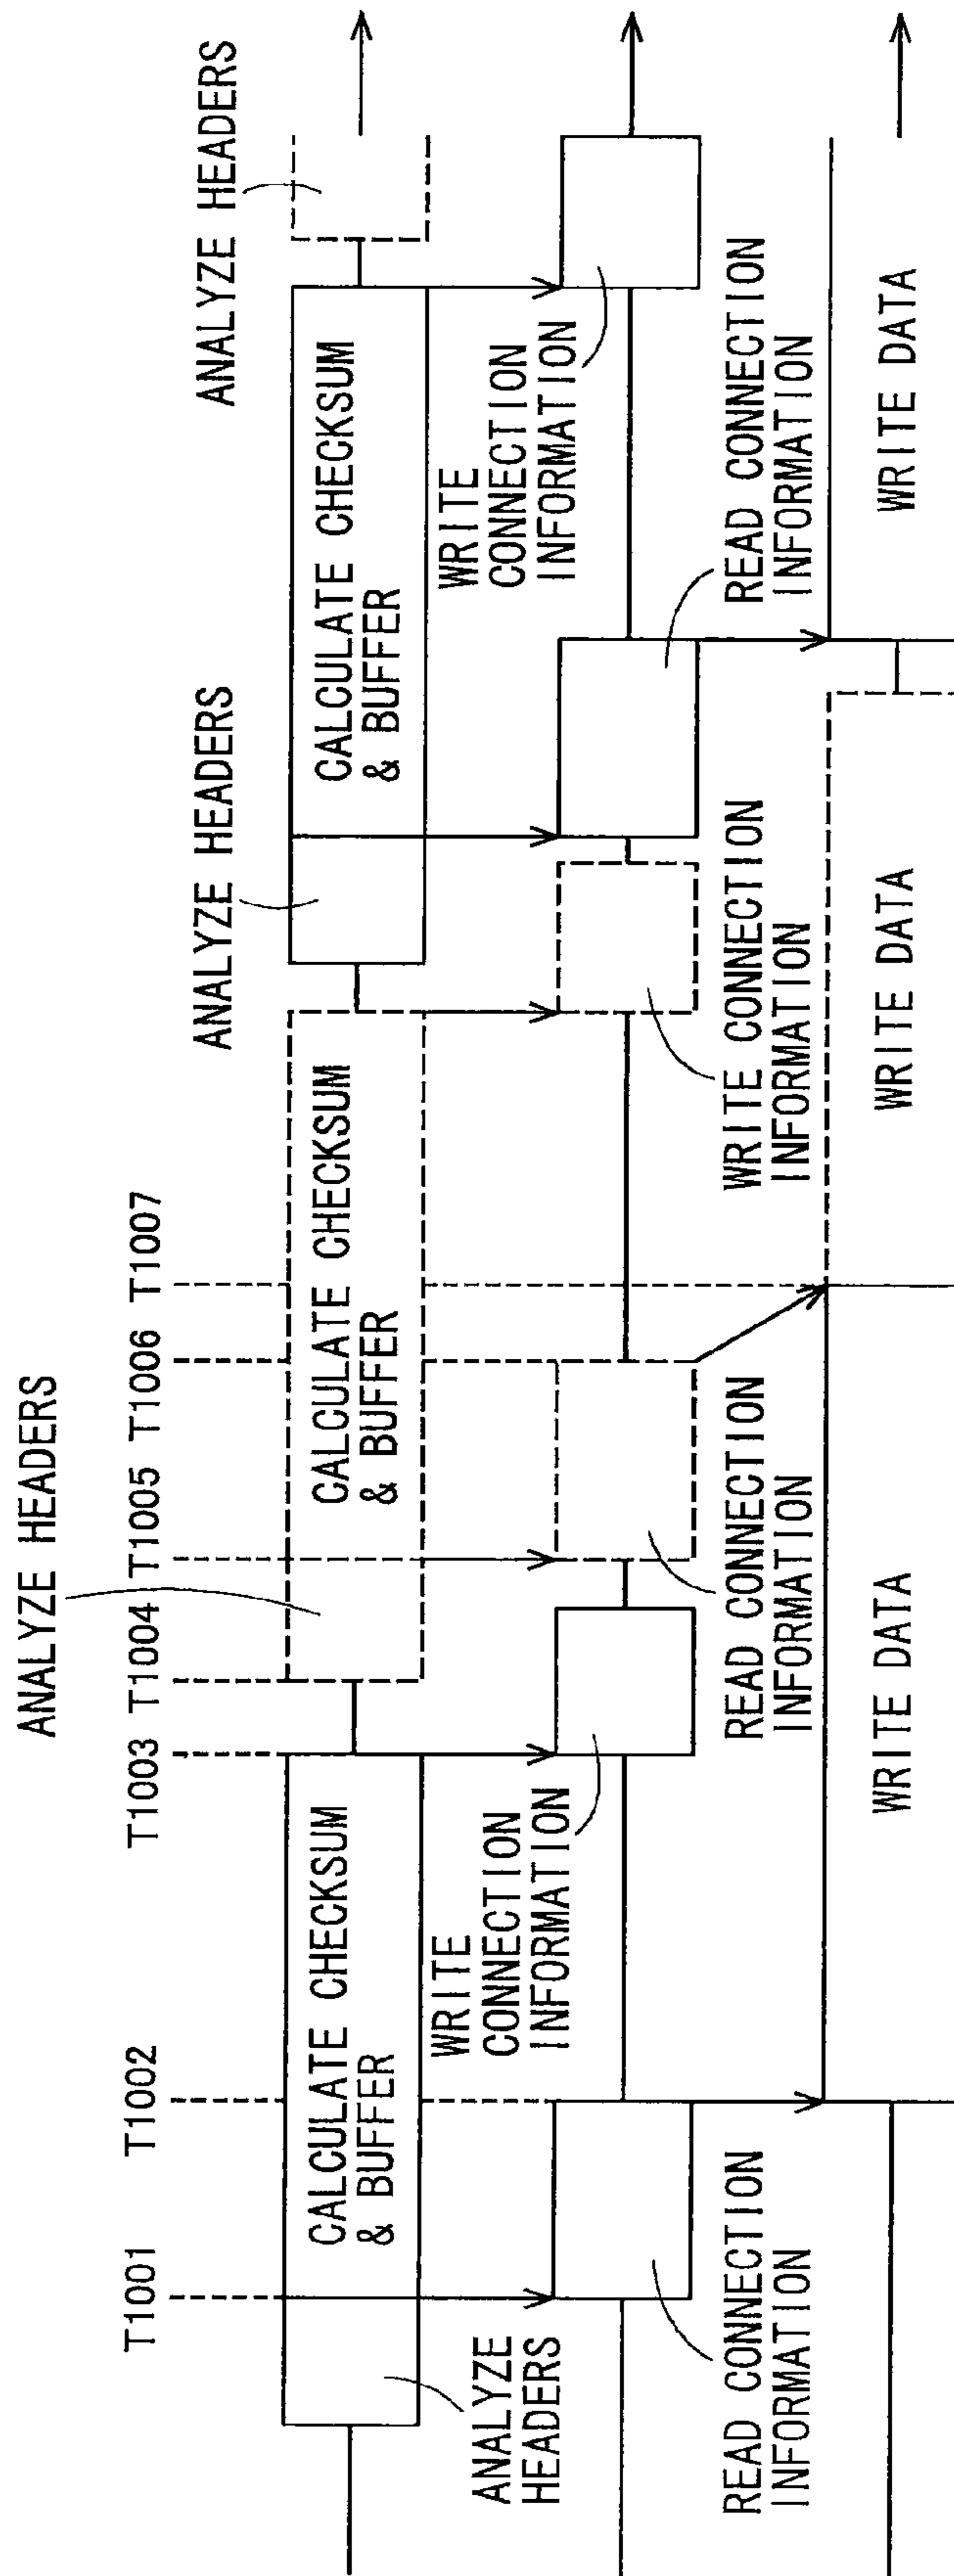 ANALYZE HEADERS
T1001
T1002
T1003
T1004
T1005
T1006
T1007
ANALYZE HEADERS
ANALYZE HEADERS
CALCULATE CHECKSUM
& BUFFER
CALCULATE CHECKSUM
& BUFFER
CALCULATE CHECKSUM
& BUFFER
ANALYZE
HEADERS
WRITE
CONNECTION
INFORMATION
WRITE
CONNECTION
INFORMATION
READ CONNECTION
INFORMATION
READ CONNECTION
INFORMATION
WRITE CONNECTION
INFORMATION
READ CONNECTION
INFORMATION
WRITE DATA
WRITE DATA
WRITE DATA